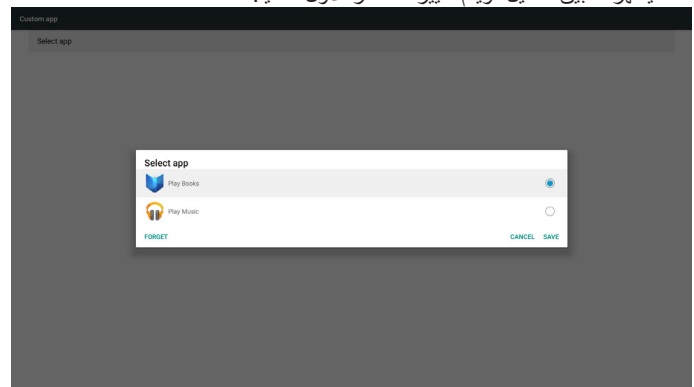 Custom app
Select app
Select app
Play Books
Play Music
FORGET
CANCEL SAVE